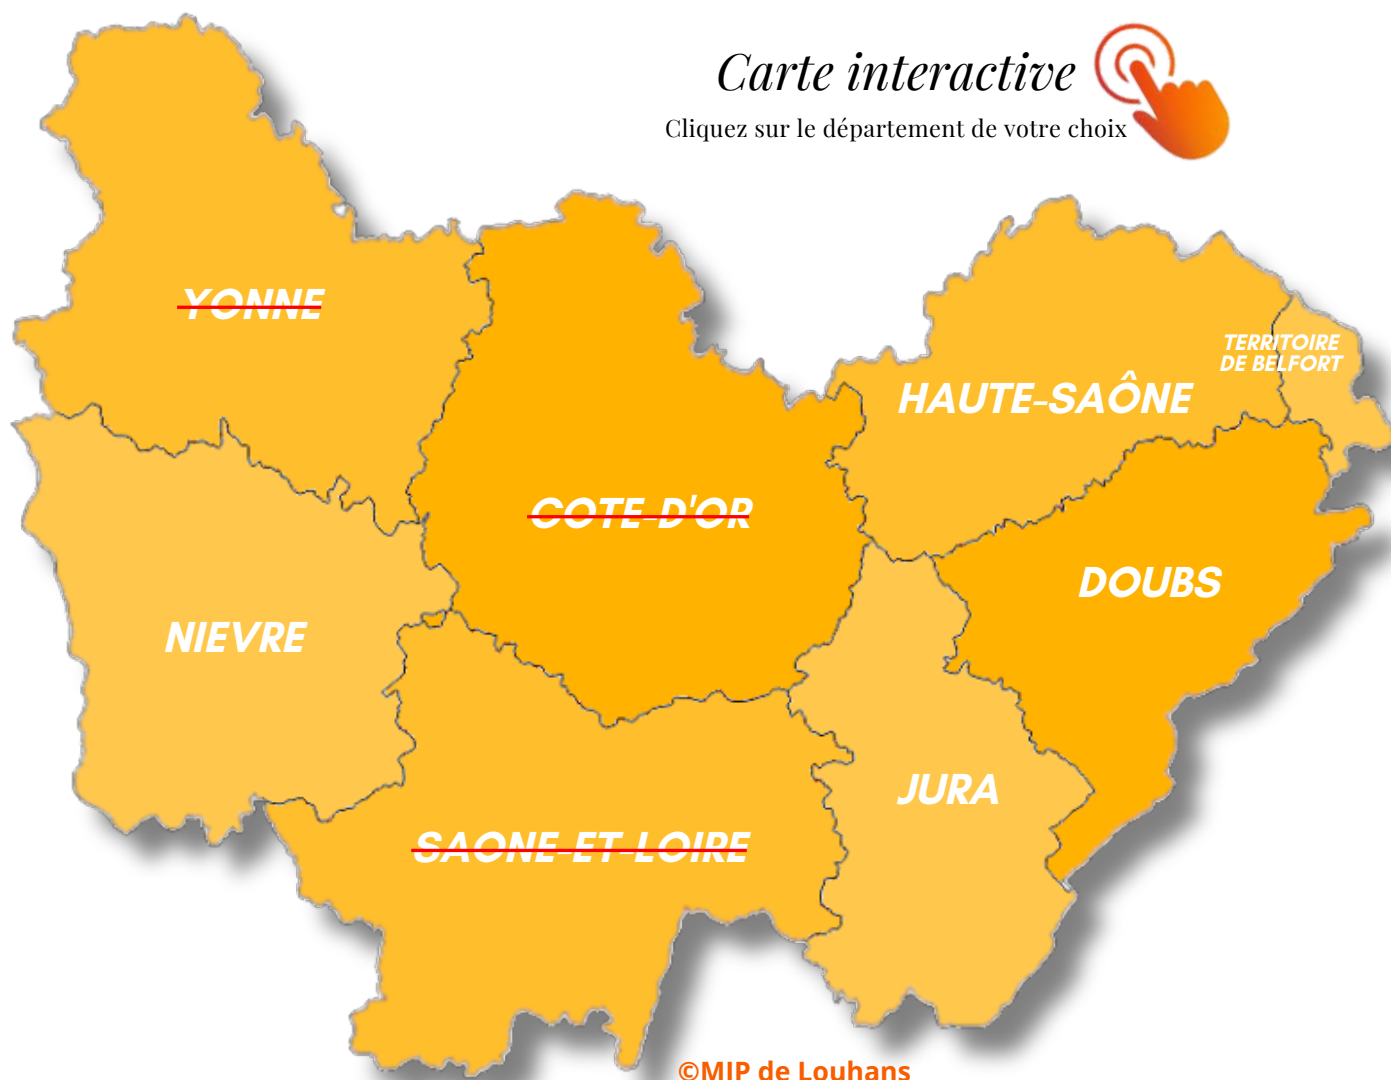 Carte interactive
Cliquez sur le département de votre choix
YONNE
TERRITOIRE
DE BELFORT
HAUTE-SAÔNE
COTE-D'OR
DOUBS
NIEVRE
JURA
SAONE-ET-LOIRE
©MIP de Louhans